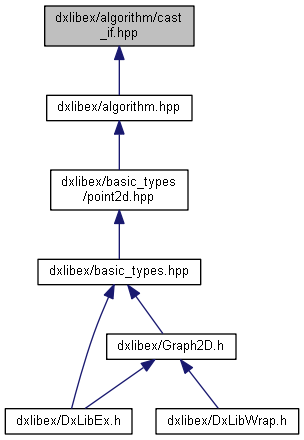 dxlibex/algorithm/cast
_if.hpp
dxlibex/algorithm.hpp
dxlibex/basic_types
/point2d.hpp
dxlibex/basic_types.hpp
dxlibex/Graph2D.h
dxlibex/DxLibEx.h
dxlibex/DxLibWrap.h